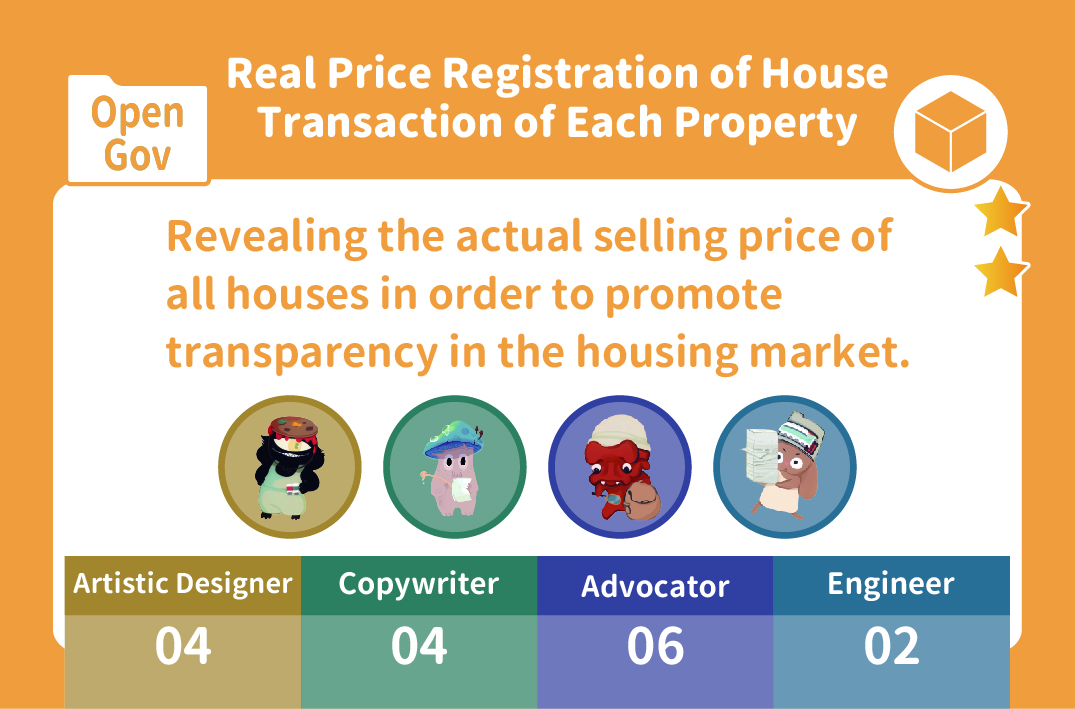 Open
Gov
Real Price Registration of House
Transaction of Each Property
Revealing the actual selling price of
all houses in order to promote
transparency in the housing market.
Artistic Designer
Copywriter
Advocator
Engineer
04
04
06
02